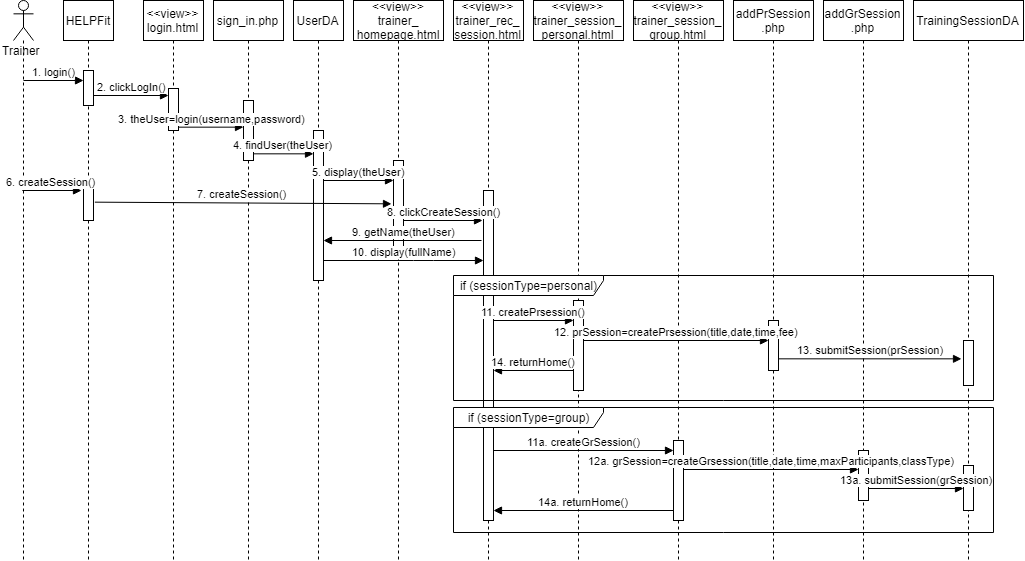 Trainer
HELPFit
<<view>>
login.html
sign_in.php
UserDA
<<view>>
trainer_
homepage.html
<<view>>
trainer_rec_
session.html
<<view>>
trainer_session_
personal.html
<<view>>
trainer_session_
group.html
addPrSession
.php
addGrSession
.php
TrainingSessionDA
1. login()
2. clickLogIn()
3. theUser=login(username,password)
4. findUser(theUser)
5. display(theUser)
6. createSession()
7. createSession()
8. clickCreateSession()
9. getName(theUser)
10. display(fullName)
if (sessionType=personal)
11. createPrsession()
12. prSession=createPrsession(title,date,time,fee)
13. submitSession(prSession)
14. returnHome()
if (sessionType=group)
11a. createGrSession()
12a. grSession=createGrsession(title,date,time,maxParticipants,classType)
13a. submitSession(grSession)
14a. returnHome()